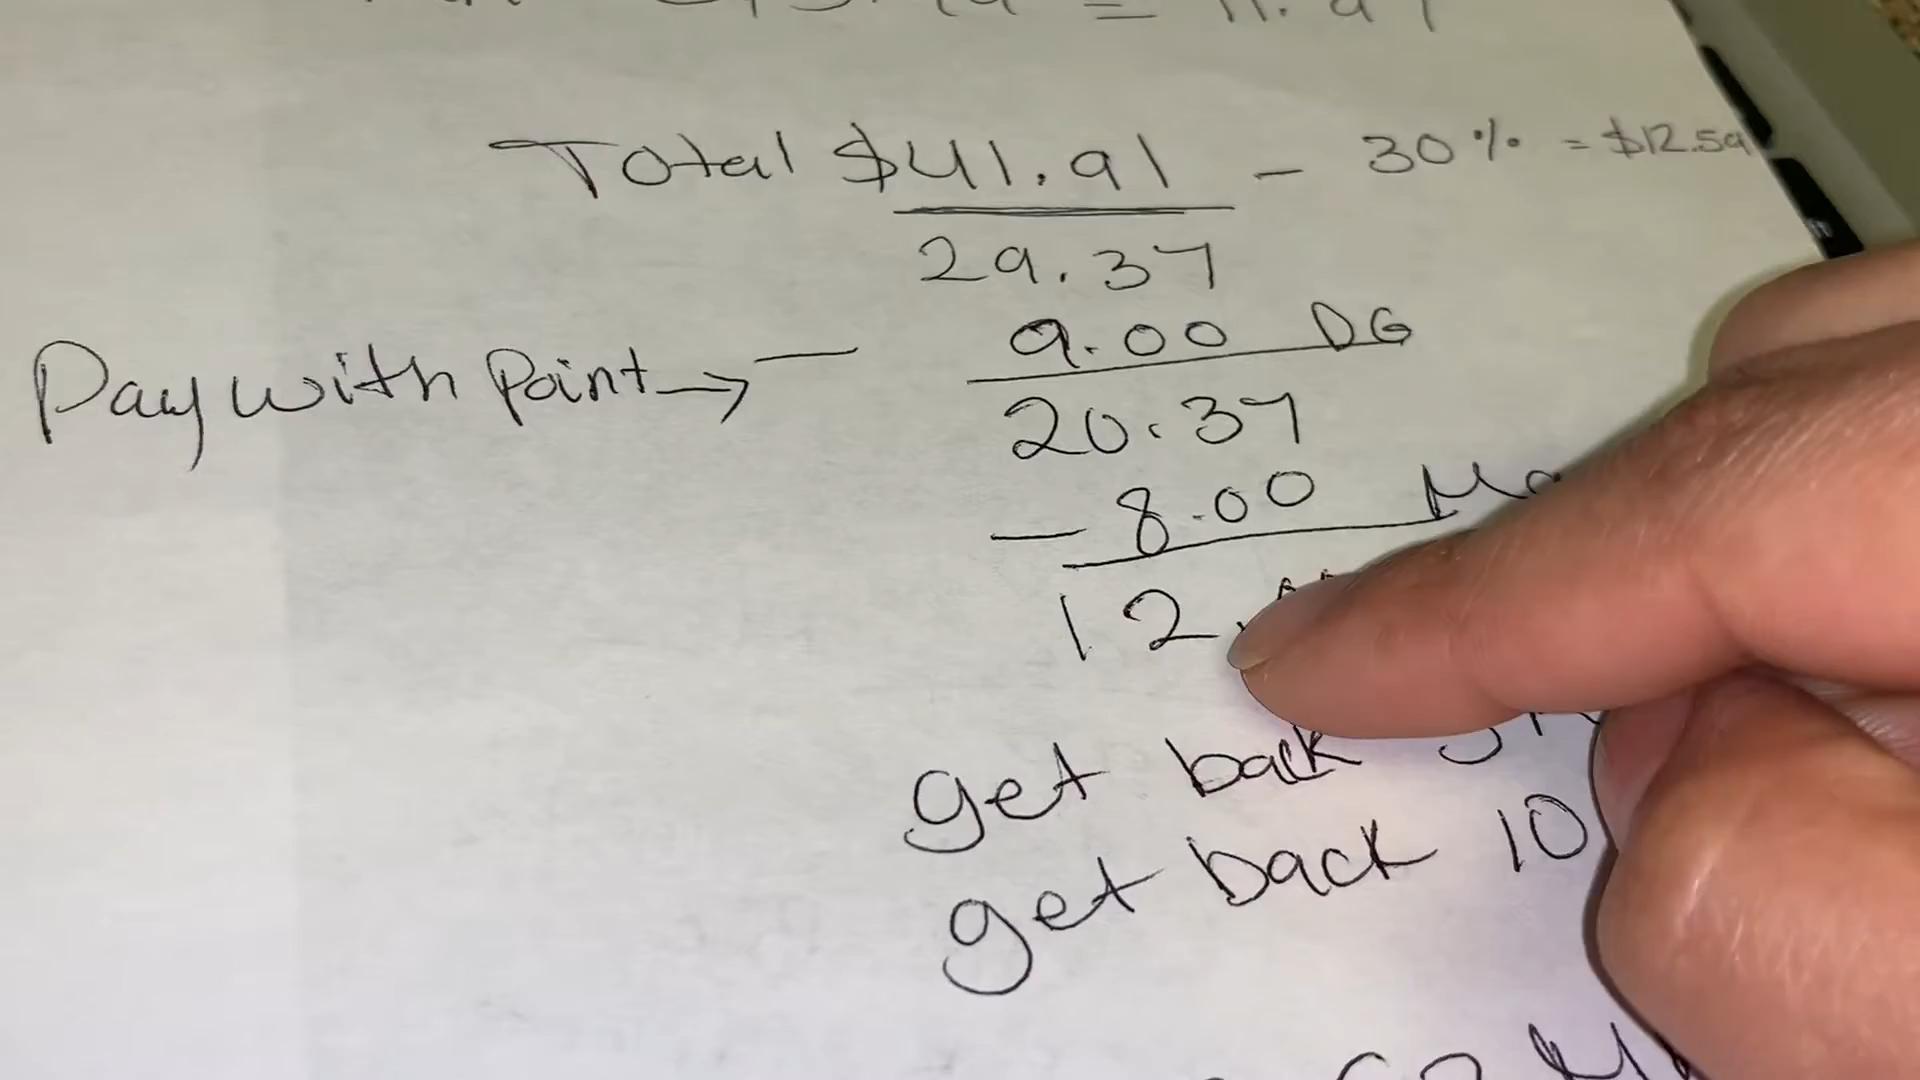 Total $41.91 - 30% = $12.59
29.37
Pay with Point → - 9.00 DG
20.37
- 8.00
12.
get back
get back 10